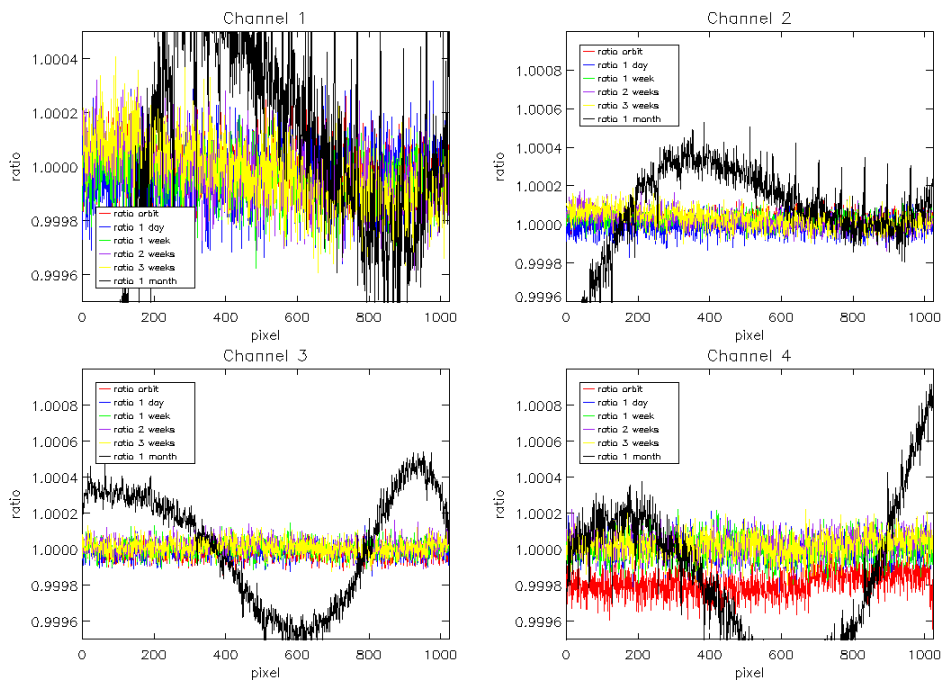 Channel 1
1.0004
1.0002
1.0000
0.9998
0.9996
ratio
ratio orbit
ratio 1 day
ratio 1 week
ratio 2 weeks
ratio 3 weeks
ratio 1 month
0 200 400 600 800 1000
pixel
Channel 2
1.0008
1.0006
1.0004
1.0002
1.0000
0.9998
0.9996
ratio
ratio orbit
ratio 1 day
ratio 1 week
ratio 2 weeks
ratio 3 weeks
ratio 1 month
0 200 400 600 800 1000
pixel
Channel 3
1.0008
1.0006
1.0004
1.0002
1.0000
0.9998
0.9996
ratio
ratio orbit
ratio 1 day
ratio 1 week
ratio 2 weeks
ratio 3 weeks
ratio 1 month
0 200 400 600 800 1000
pixel
Channel 4
1.0008
1.0006
1.0004
1.0002
1.0000
0.9998
0.9996
ratio
ratio orbit
ratio 1 day
ratio 1 week
ratio 2 weeks
ratio 3 weeks
ratio 1 month
0 200 400 600 800 1000
pixel